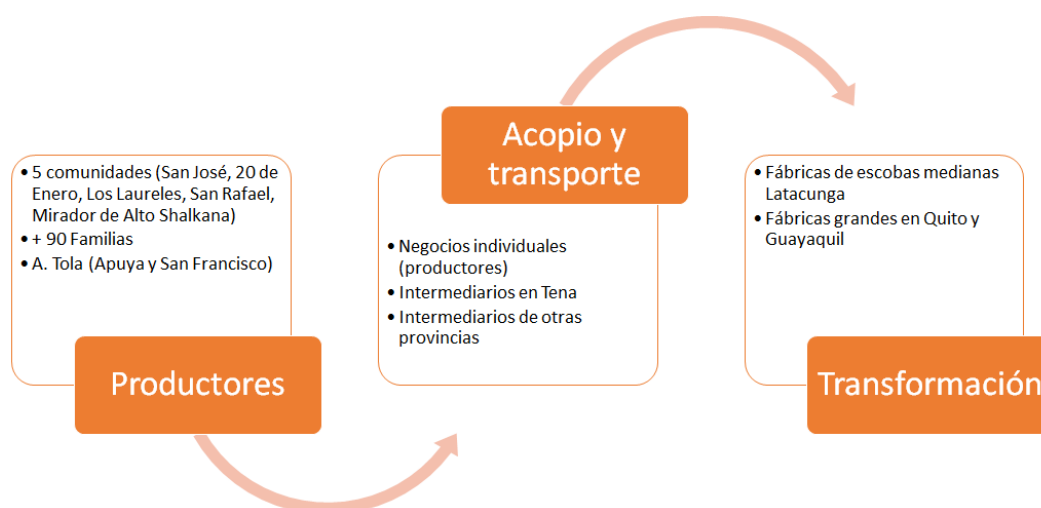 • 5 comunidades (San José, 20 de
Enero, Los Laureles, San Rafael,
Mirador de Alto Shalkana)
• + 90 Familias
• A. Tola (Apuya y San Francisco)
Productores
Acopio y
transporte
• Negocios individuales
(productores)
• Intermediarios en Tena
• Intermediarios de otras
provincias
• Fábricas de escobas medianas
Latacunga
• Fábricas grandes en Quito y
Guayaquil
Transformación